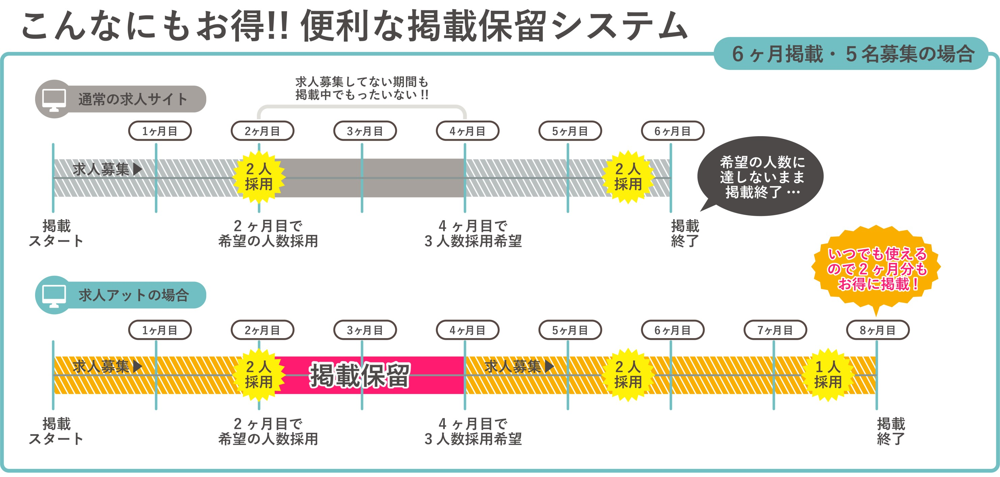 こんなにもお得!! 便利な掲載保留システム
6ヶ月掲載・5名募集の場合
通常の求人サイト
求人募集してない期間も
掲載中でもったいない!!
1ヶ月目
2ヶ月目
3ヶ月目
4ヶ月目
5ヶ月目
6ヶ月目
求人募集▶
2人
採用
2人
採用
希望の人数に
達しないまま
掲載終了…
掲載
スタート
2ヶ月目で
希望の人数採用
4ヶ月目で
3人数採用希望
掲載
終了
いつでも使える
ので2ヶ月分も
お得に掲載!
求人アットの場合
1ヶ月目
2ヶ月目
3ヶ月目
4ヶ月目
5ヶ月目
6ヶ月目
7ヶ月目
8ヶ月目
求人募集▶
2人
採用
掲載保留
求人募集▶
2人
採用
1人
採用
掲載
スタート
2ヶ月目で
希望の人数採用
4ヶ月目で
3人数採用希望
掲載
終了